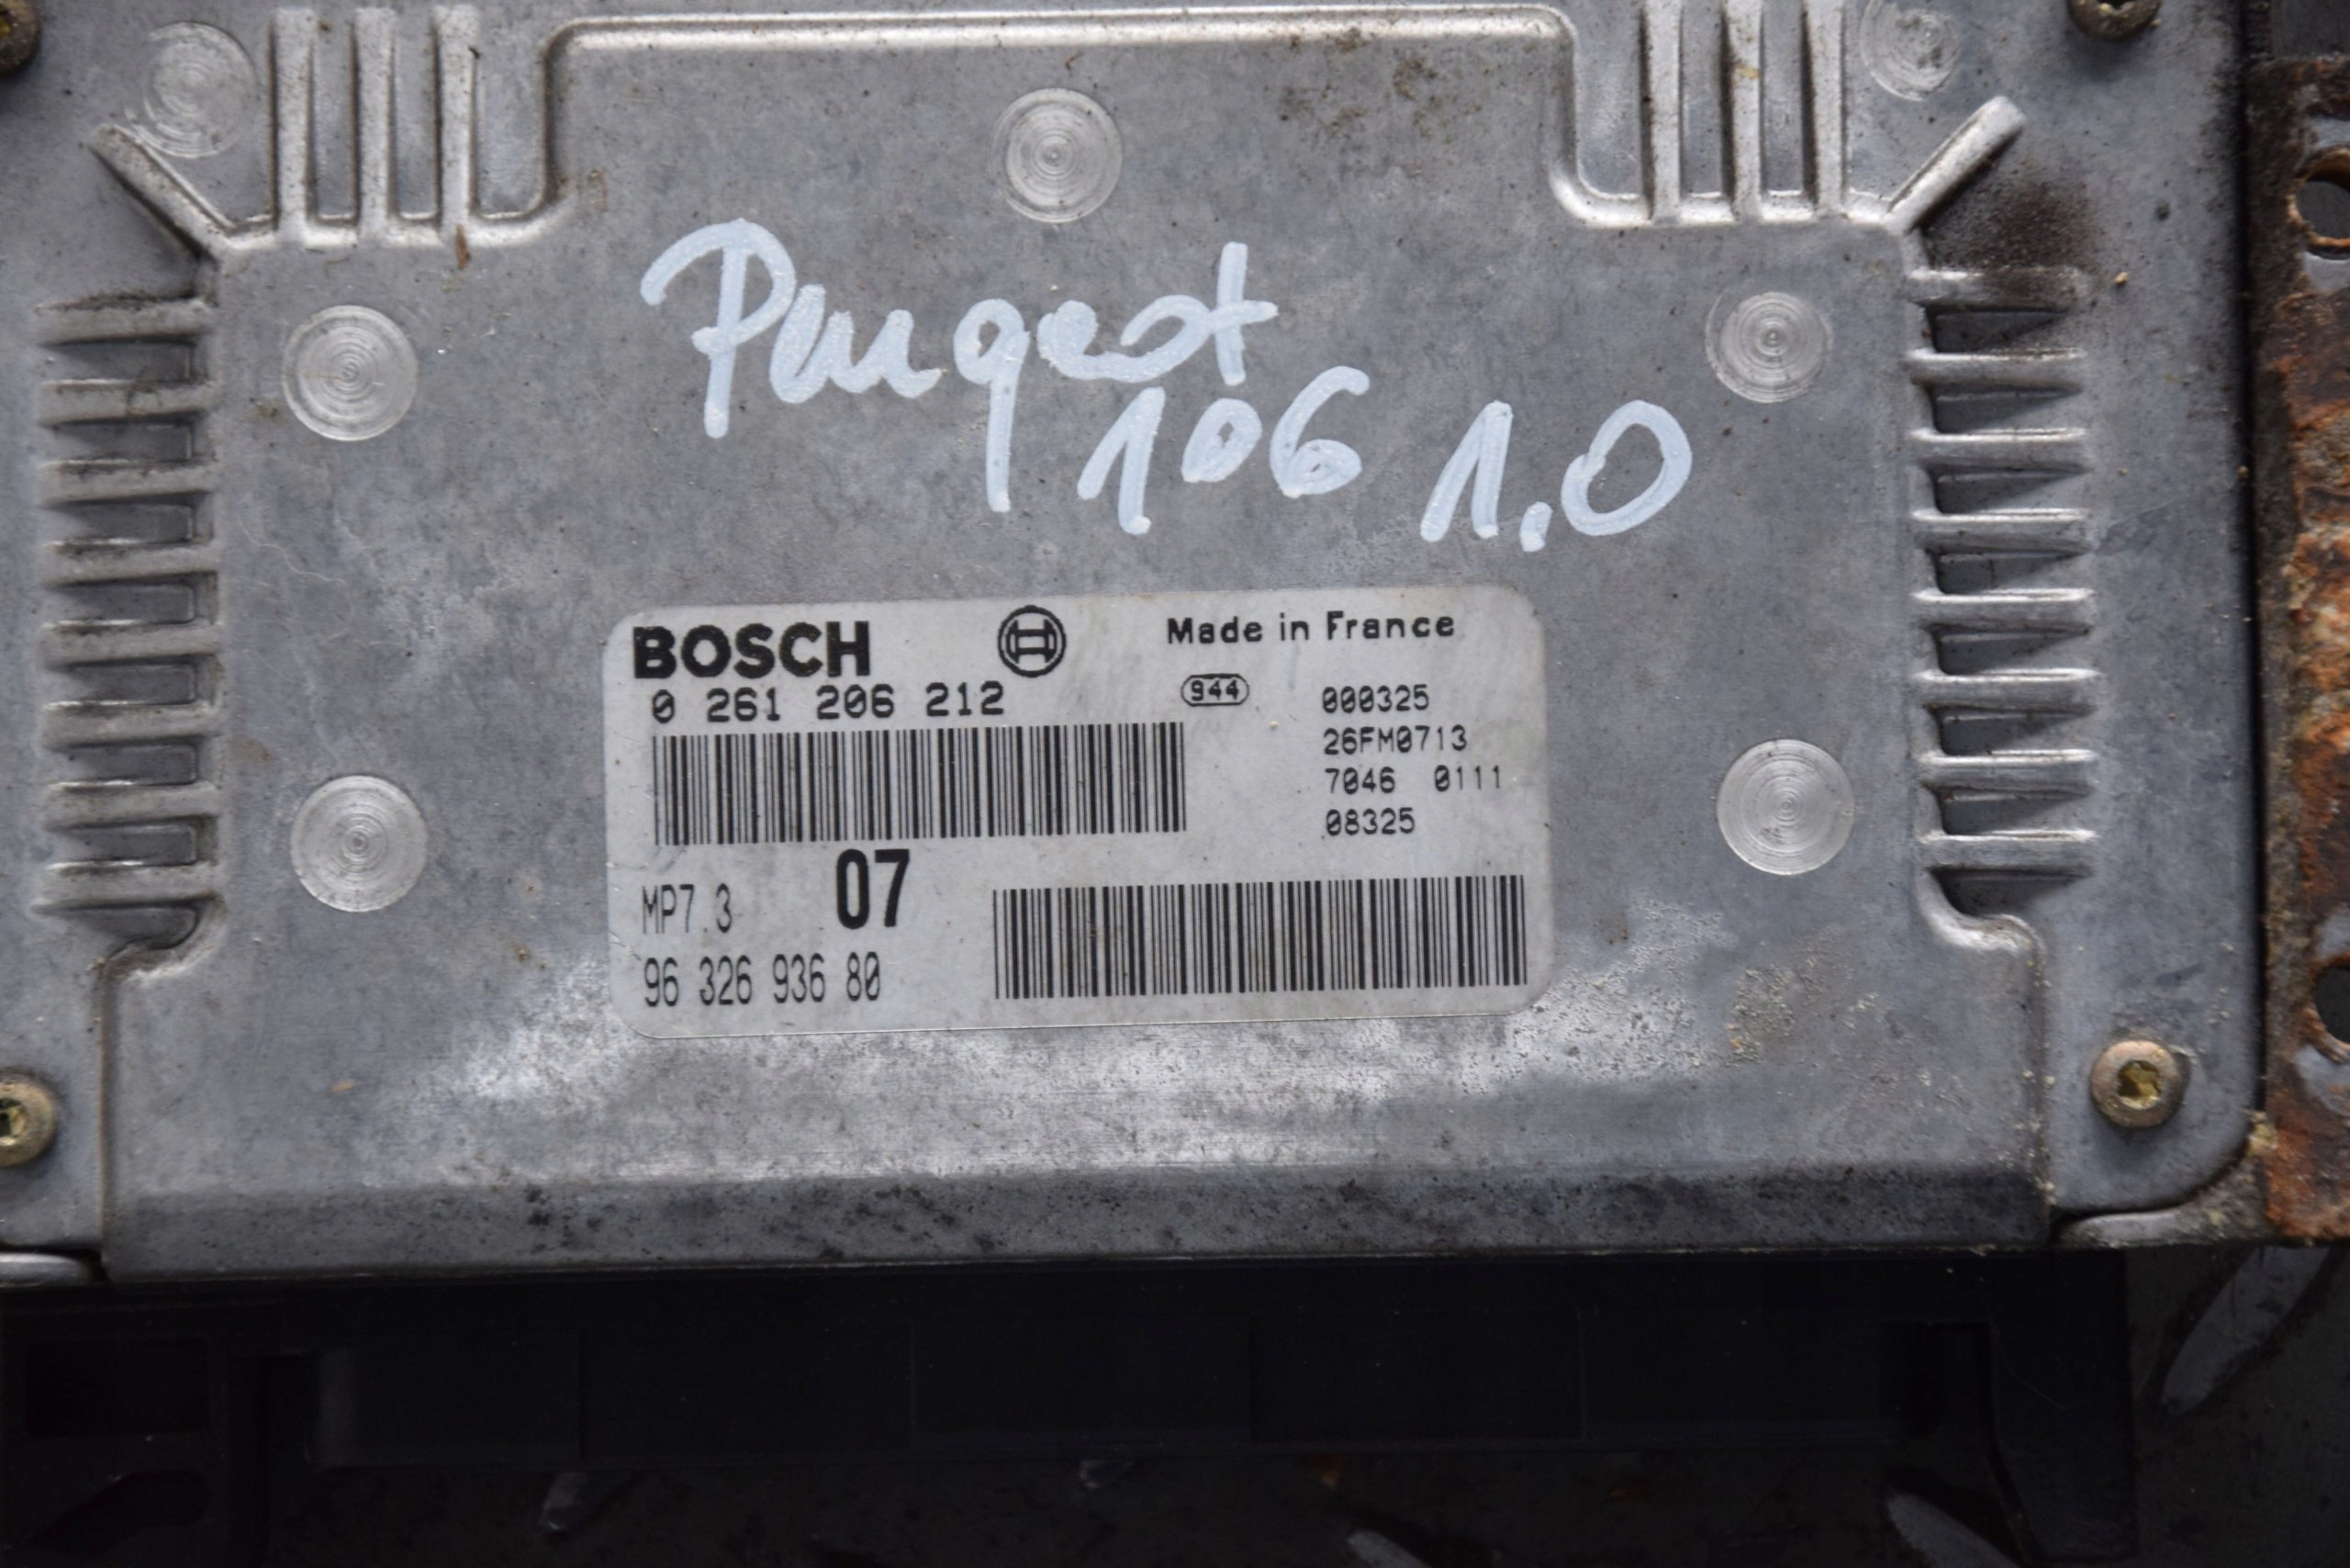 Peugeot
106 1.0
BOSCH Made in France
0 261 206 212 944 000325
26FM0713
7046 0111
08325
MP7.3 07
96 326 936 80